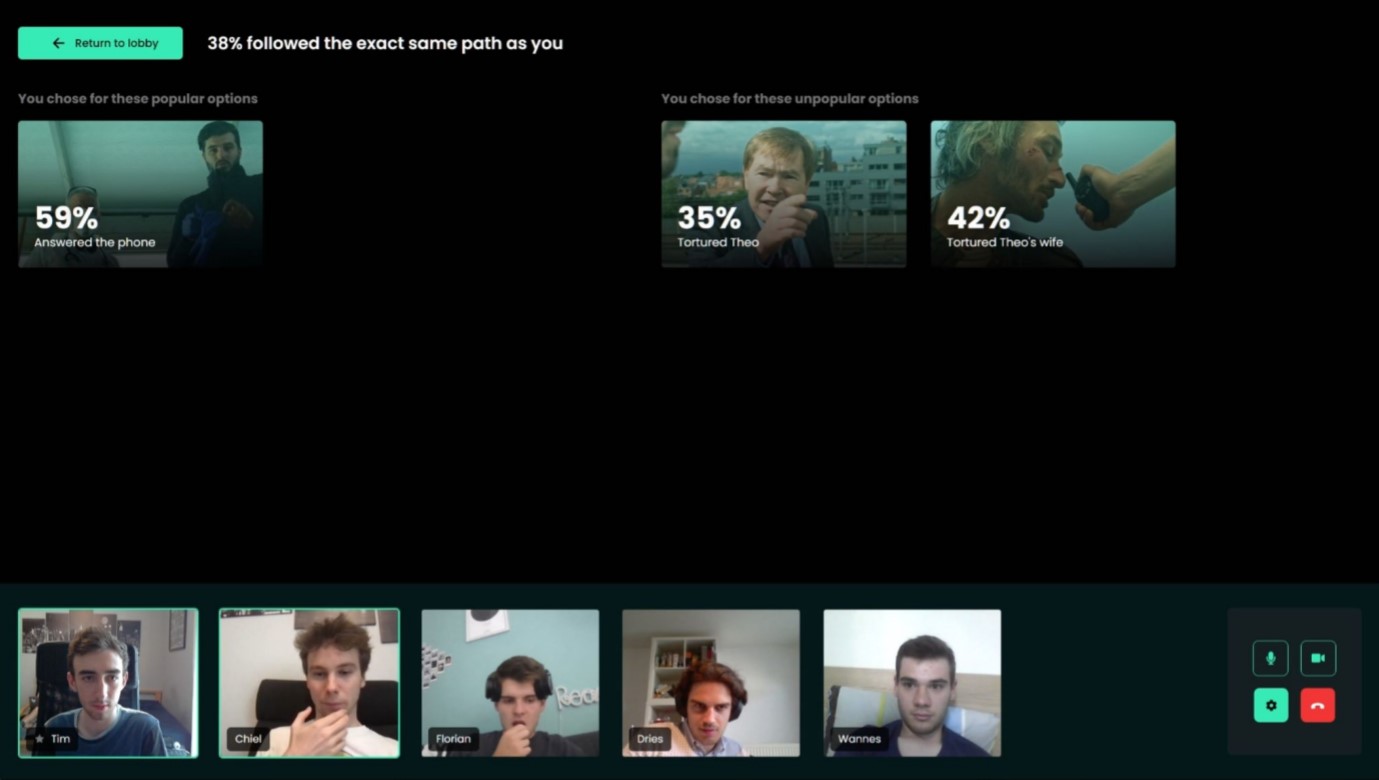 Return to lobby
38% followed the exact same path as you
You chose for these popular options
You chose for these unpopular options
59%
Answered the phone
35%
Tortured Theo
42%
Tortured Theo's wife
Tim
Chiel
Florian
Dries
Wannes